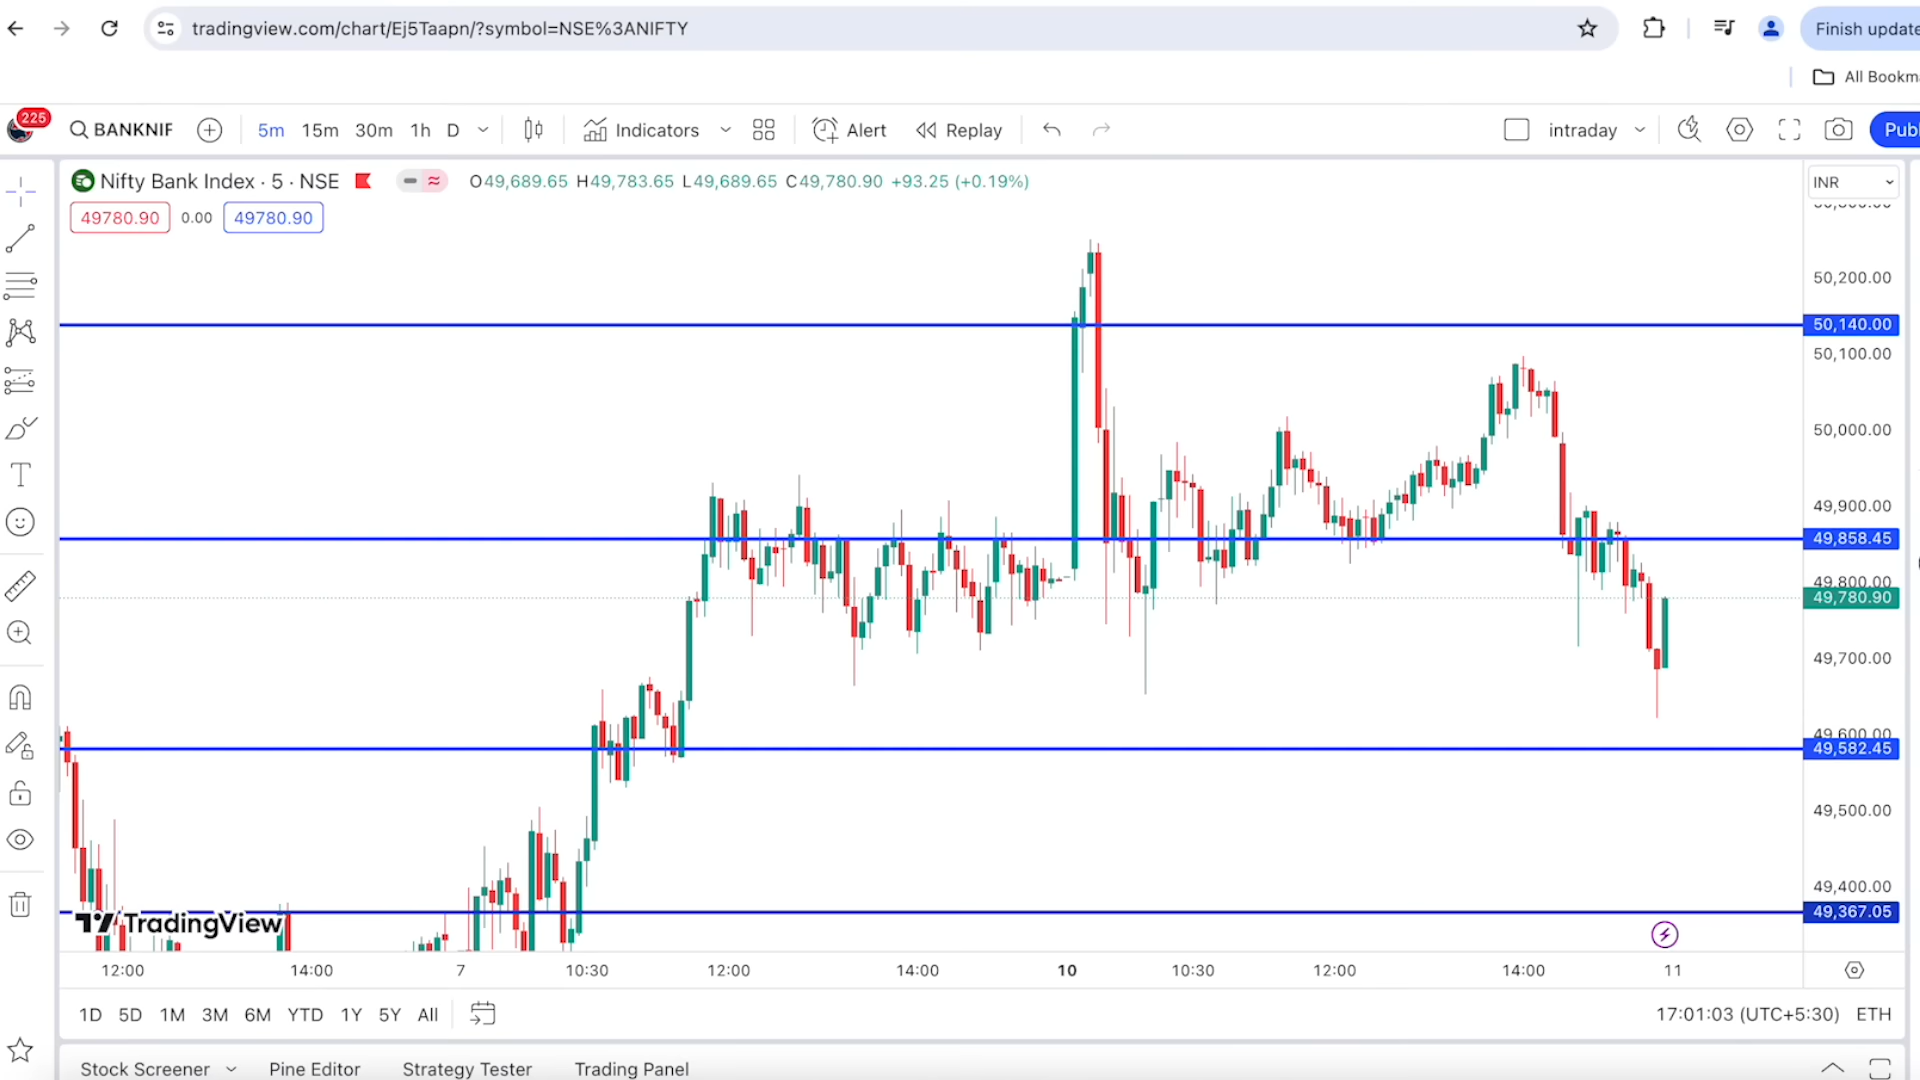 tradingview.com/chart/Ej5Taapn/?symbol=NSE%3ANIFTY
Finish update
All Bookma
225
BANKNIF
5m 15m 30m 1h D
Indicators
Alert
Replay
intraday
Publ
Nifty Bank Index · 5 · NSE
O49,689.65 H49,783.65 L49,689.65 C49,780.90 +93.25 (+0.19%)
INR
49780.90 0.00 49780.90
50,200.00
50,140.00
50,100.00
50,000.00
49,900.00
49,858.45
49,800.00
49,780.90
49,700.00
49,600.00
49,582.45
49,500.00
49,400.00
49,367.05
TradingView
12:00 14:00 7 10:30 12:00 14:00 10 10:30 12:00 14:00 11
1D 5D 1M 3M 6M YTD 1Y 5Y All
17:01:03 (UTC+5:30) ETH
Stock Screener Pine Editor Strategy Tester Trading Panel